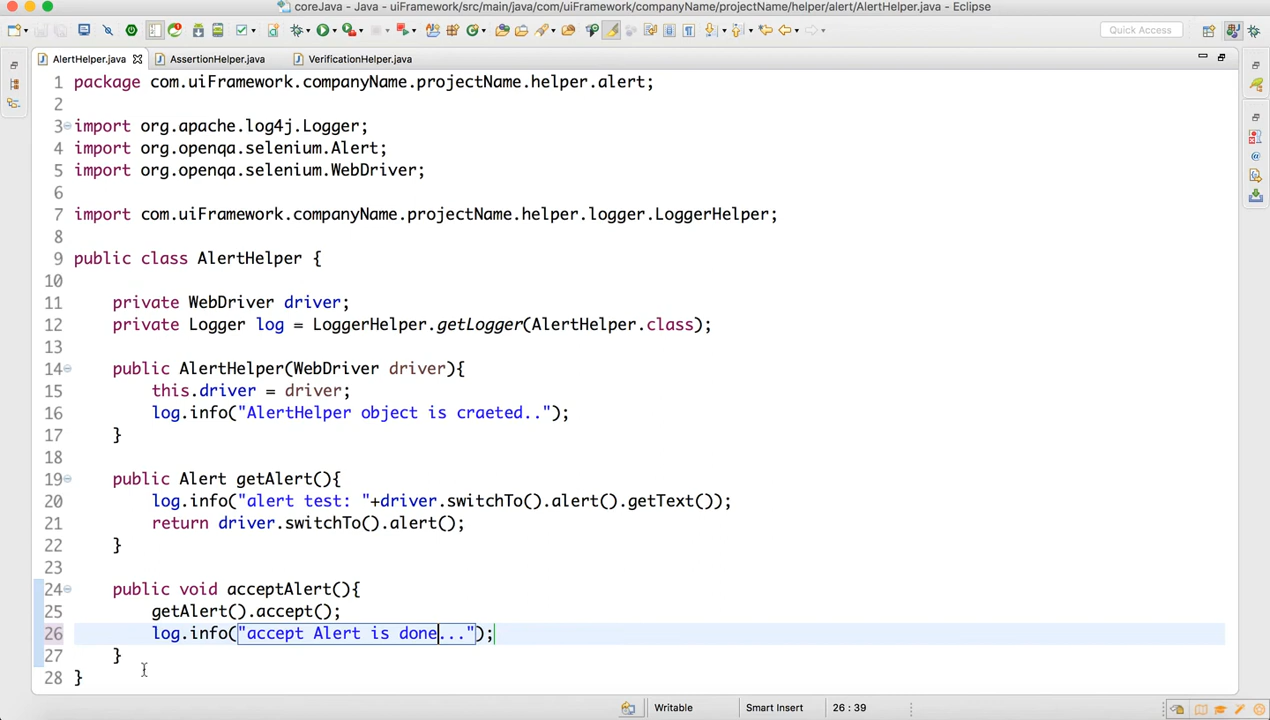 coreJava - Java - uiFramework/src/main/java/com/uiFramework/companyName/projectName/helper/alert/AlertHelper.java - Eclipse
Quick Access
AlertHelper.java AssertionHelper.java VerificationHelper.java
1 package com.uiFramework.companyName.projectName.helper.alert;
2
3 import org.apache.log4j.Logger;
4 import org.openqa.selenium.Alert;
5 import org.openqa.selenium.WebDriver;
6
7 import com.uiFramework.companyName.projectName.helper.logger.LoggerHelper;
8
9 public class AlertHelper {
10
11 private WebDriver driver;
12 private Logger log = LoggerHelper.getLogger(AlertHelper.class);
13
14 public AlertHelper(WebDriver driver){
15 this.driver = driver;
16 log.info("AlertHelper object is craeted..");
17 }
18
19 public Alert getAlert(){
20 log.info("alert test: "+driver.switchTo().alert().getText());
21 return driver.switchTo().alert();
22 }
23
24 public void acceptAlert(){
25 getAlert().accept();
26 log.info("accept Alert is done...");
27 }
28 }
Writable Smart Insert 26 : 39